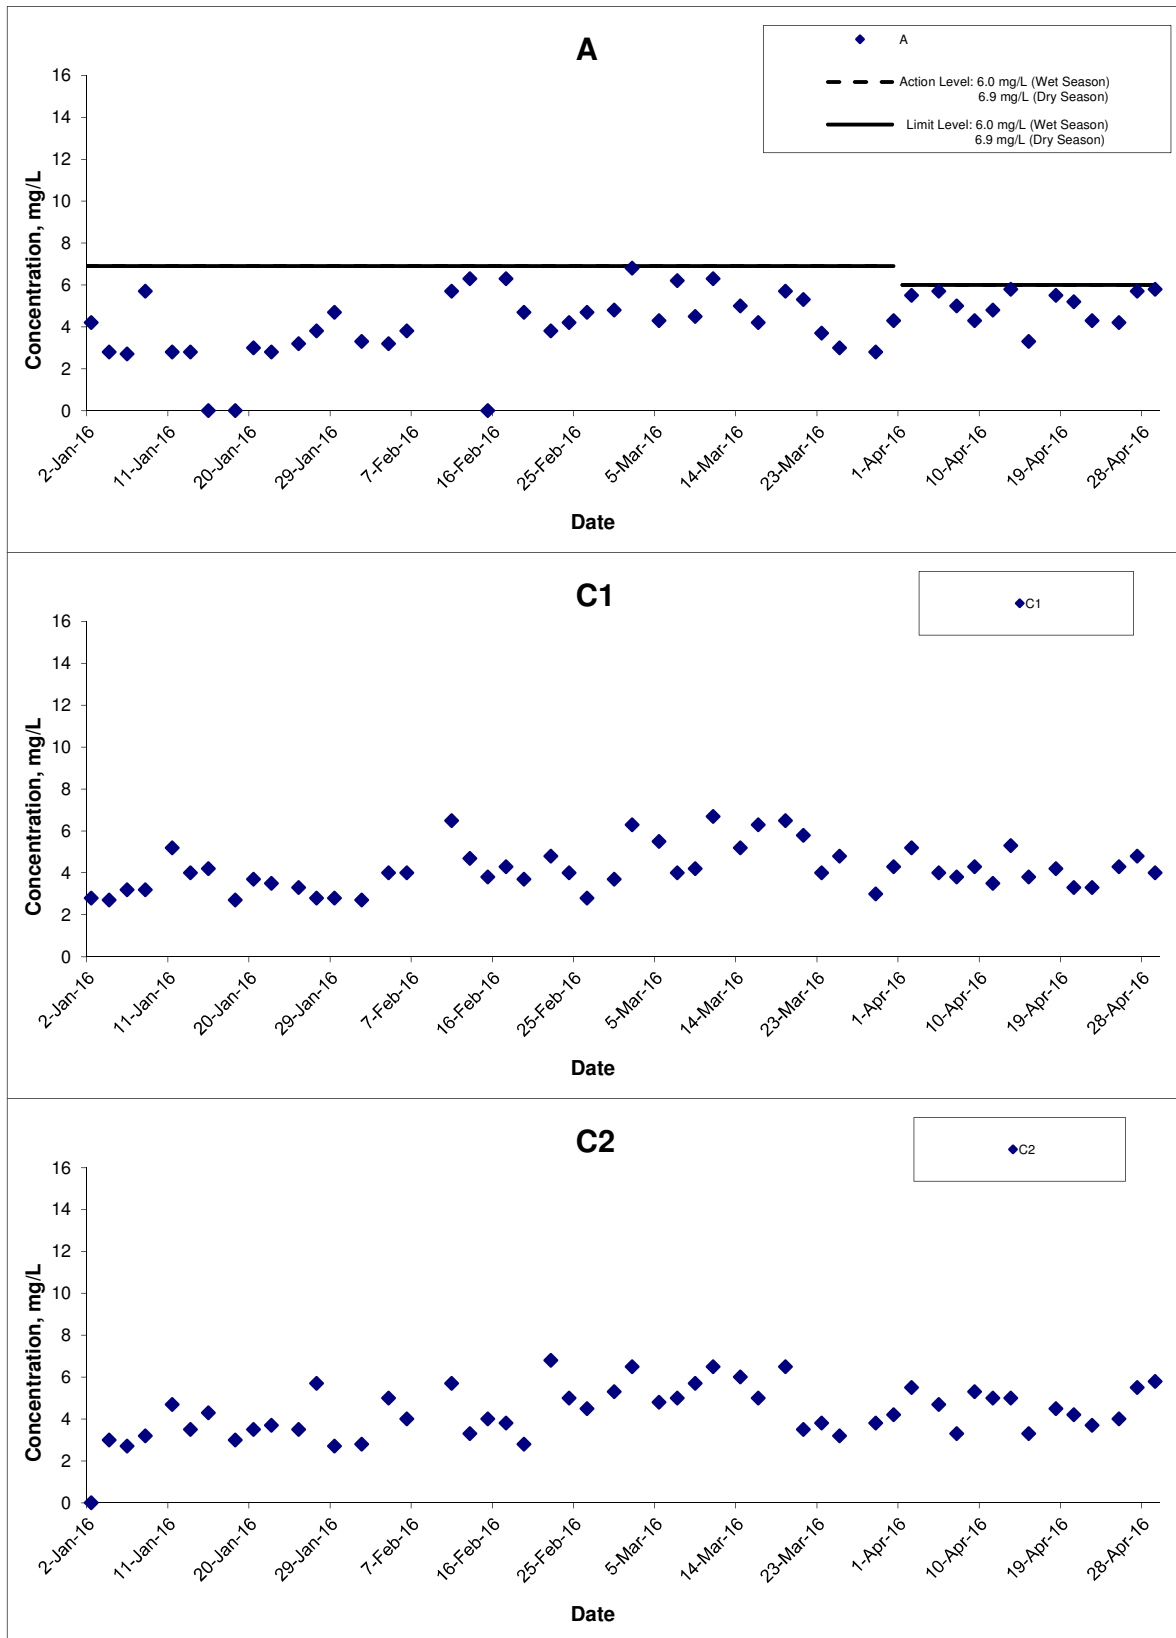 A
A
Action Level: 6.0 mg/L (Wet Season)
6.9 mg/L (Dry Season)
Limit Level: 6.0 mg/L (Wet Season)
6.9 mg/L (Dry Season)
Concentration, mg/L
16
14
12
10
8
6
4
2
0
2-Jan-16
11-Jan-16
20-Jan-16
29-Jan-16
7-Feb-16
16-Feb-16
25-Feb-16
5-Mar-16
14-Mar-16
23-Mar-16
1-Apr-16
10-Apr-16
19-Apr-16
28-Apr-16
Date
C1
C1
Concentration, mg/L
16
14
12
10
8
6
4
2
0
2-Jan-16
11-Jan-16
20-Jan-16
29-Jan-16
7-Feb-16
16-Feb-16
25-Feb-16
5-Mar-16
14-Mar-16
23-Mar-16
1-Apr-16
10-Apr-16
19-Apr-16
28-Apr-16
Date
C2
C2
Concentration, mg/L
16
14
12
10
8
6
4
2
0
2-Jan-16
11-Jan-16
20-Jan-16
29-Jan-16
7-Feb-16
16-Feb-16
25-Feb-16
5-Mar-16
14-Mar-16
23-Mar-16
1-Apr-16
10-Apr-16
19-Apr-16
28-Apr-16
Date